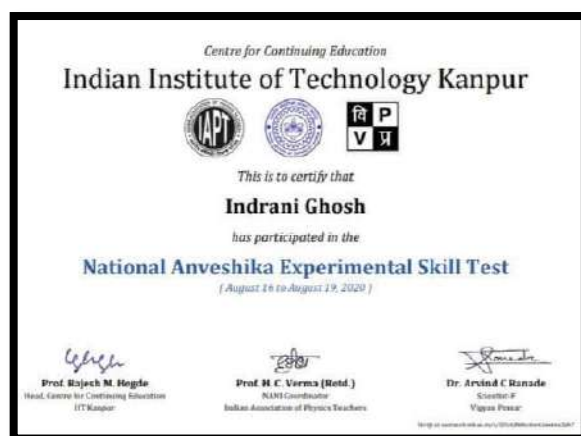 Centre for Continuing Education
Indian Institute of Technology Kanpur
IAPT
वि P
V प्र
This is to certify that
Indrani Ghosh
has participated in the
National Anveshika Experimental Skill Test
( August 16 to August 19, 2020 )
Prof. Rajesh M. Hegde
Head, Centre for Continuing Education
IIT Kanpur
Prof. H. C. Verma (Retd.)
NANI Coordinator
Indian Association of Physics Teachers
Dr. Arvind C Ranade
Scientist-F
Vigyan Prasar